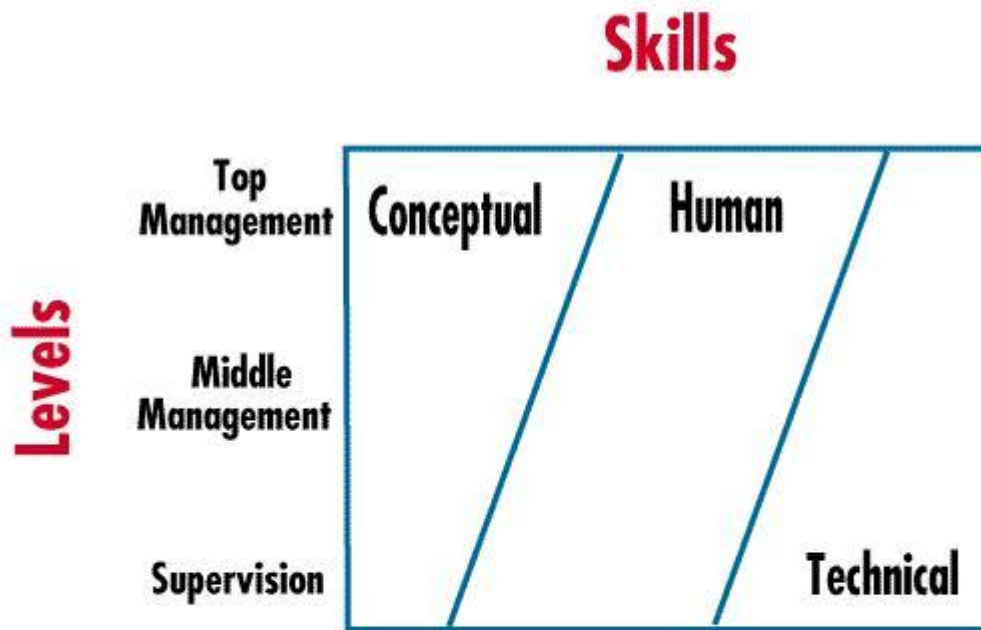 Skills
Top
Management
Conceptual
Human
Levels
Middle
Management
Supervision
Technical